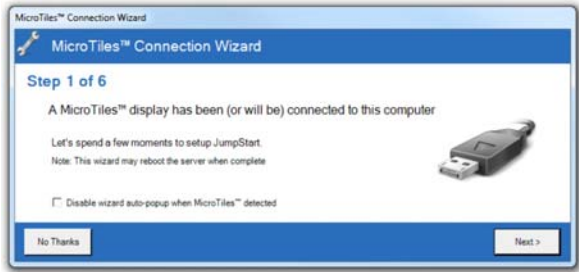 MicroTiles™ Connection Wizard
MicroTiles™ Connection Wizard
Step 1 of 6
A MicroTiles™ display has been (or will be) connected to this computer
Let's spend a few moments to setup JumpStart.
Note: This wizard may reboot the server when complete
Disable wizard auto-popup when MicroTiles™ detected
No Thanks
Next >